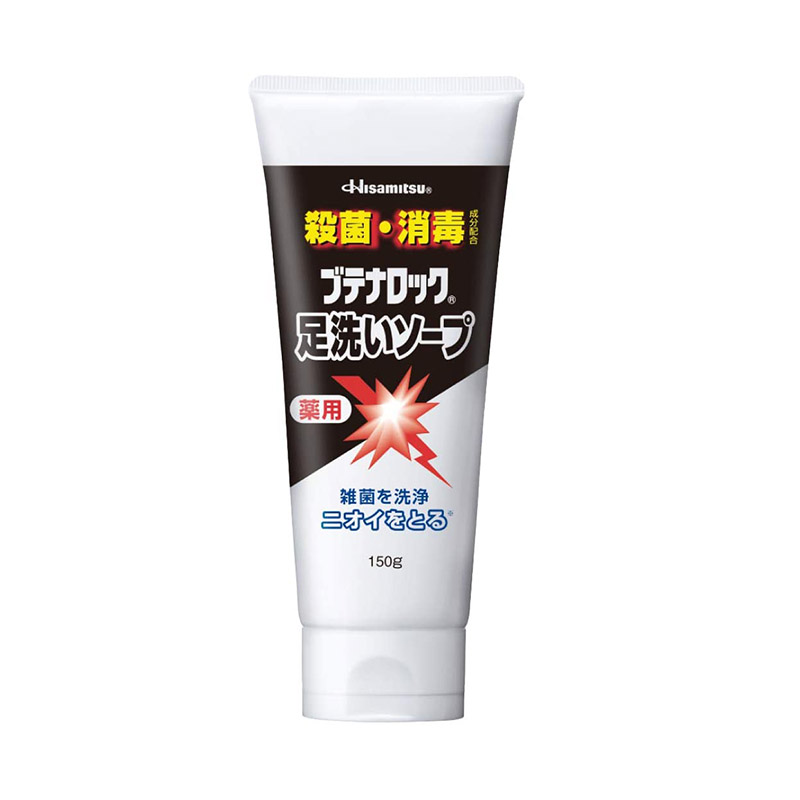 Hisamitsu®
殺菌・消毒 成分配合
ブテナロック®
足洗いソープ
薬用
雑菌を洗浄
ニオイをとる※
150g